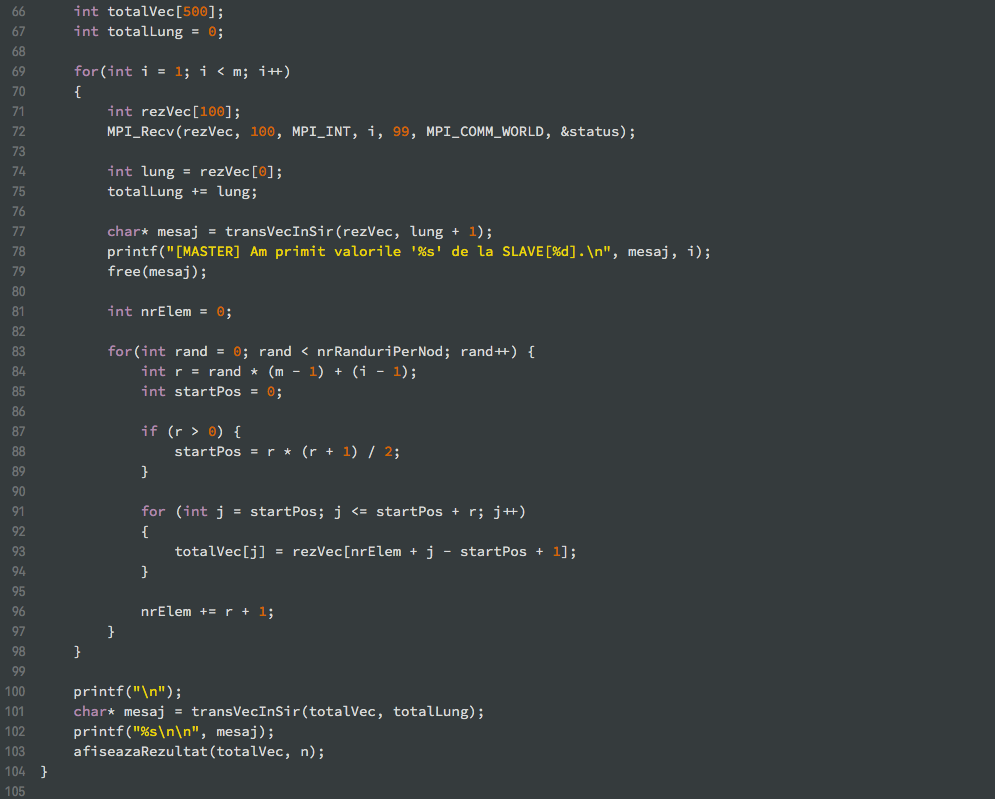 66 int totalVec[500];
67 int totalLung = 0;
68
69 for(int i = 1; i < m; i++)
70 {
71 int rezVec[100];
72 MPI_Recv(rezVec, 100, MPI_INT, i, 99, MPI_COMM_WORLD, &status);
73
74 int lung = rezVec[0];
75 totalLung += lung;
76
77 char* mesaj = transVecInSir(rezVec, lung + 1);
78 printf("[MASTER] Am primit valorile '%s' de la SLAVE[%d].\n", mesaj, i);
79 free(mesaj);
80
81 int nrElem = 0;
82
83 for(int rand = 0; rand < nrRanduriPerNod; rand++) {
84 int r = rand * (m - 1) + (i - 1);
85 int startPos = 0;
86
87 if (r > 0) {
88 startPos = r * (r + 1) / 2;
89 }
90
91 for (int j = startPos; j <= startPos + r; j++)
92 {
93 totalVec[j] = rezVec[nrElem + j - startPos + 1];
94 }
95
96 nrElem += r + 1;
97 }
98 }
99
100 printf("\n");
101 char* mesaj = transVecInSir(totalVec, totalLung);
102 printf("%s\n\n", mesaj);
103 afiseazaRezultat(totalVec, n);
104 }
105